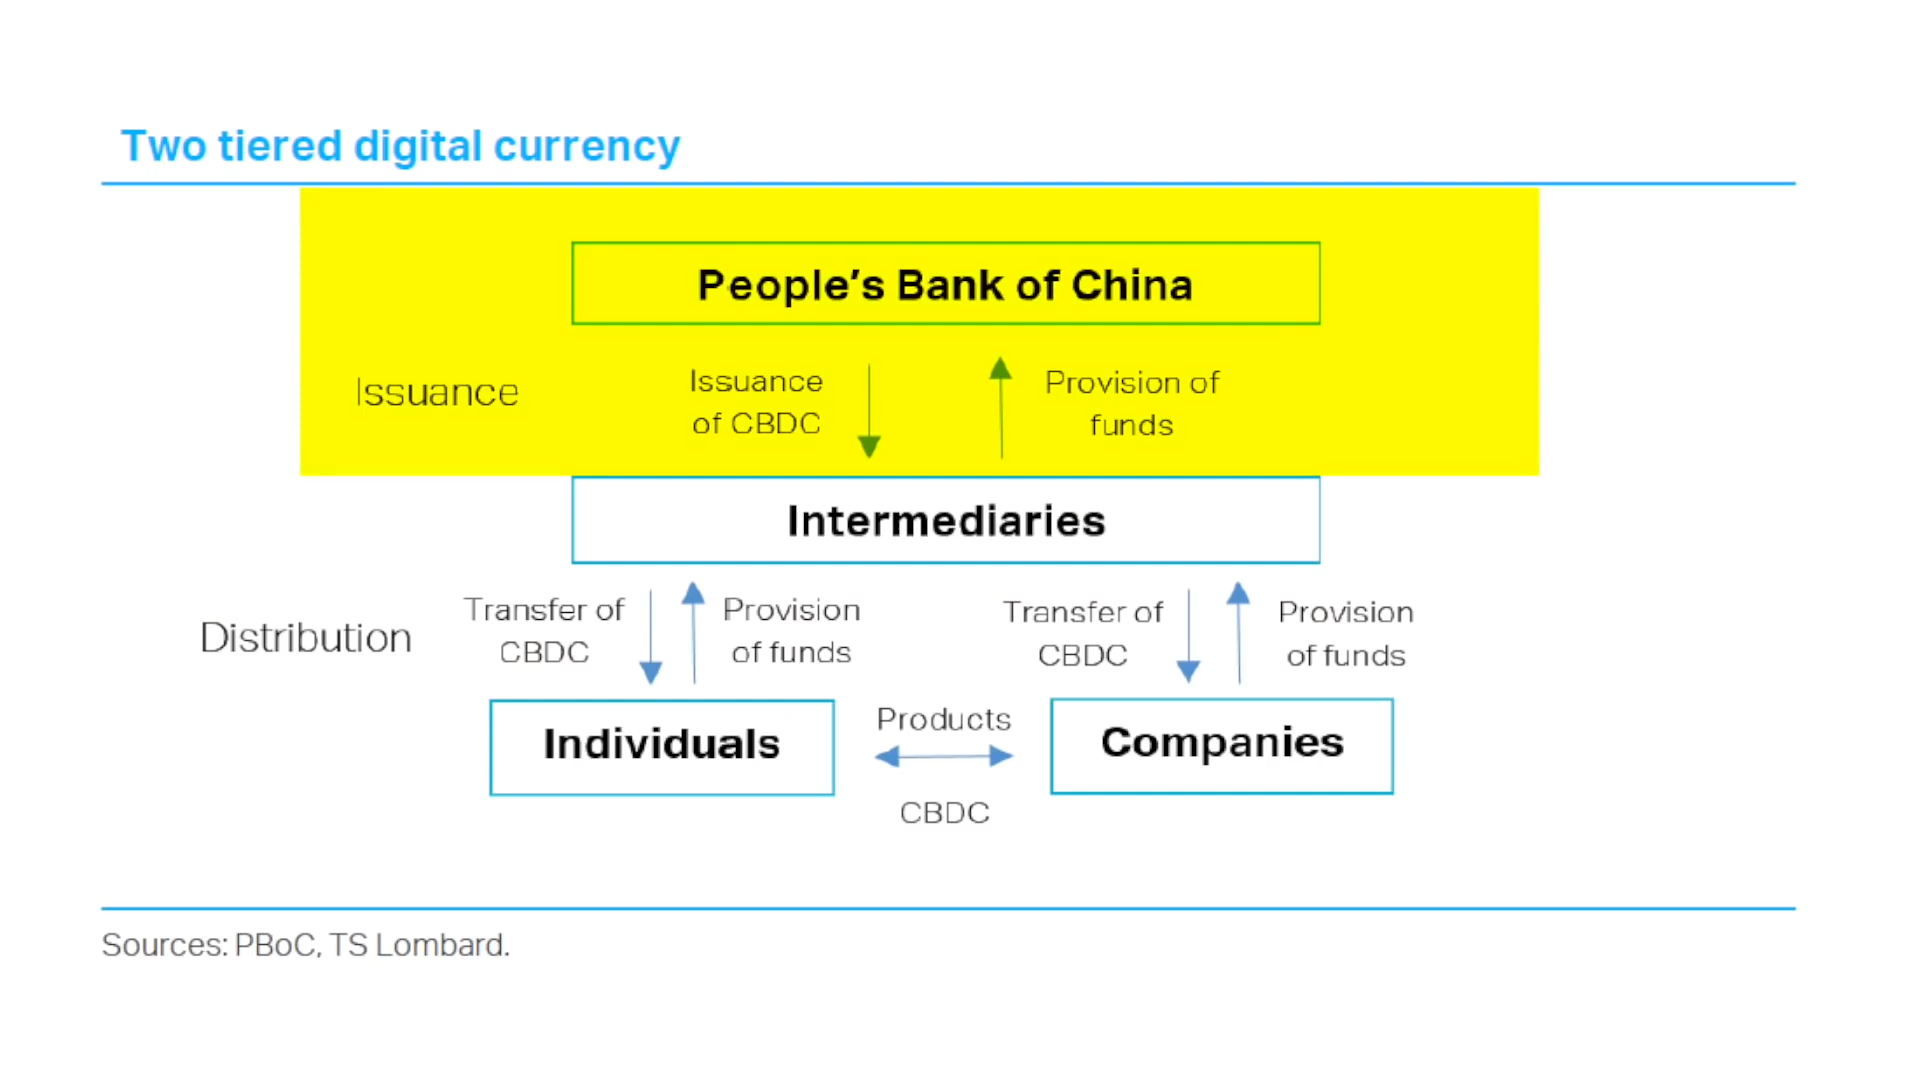 Two tiered digital currency
People's Bank of China
Issuance
Issuance
of CBDC
Provision of
funds
Intermediaries
Distribution
Transfer of
CBDC
Provision
of funds
Transfer of
CBDC
Provision
of funds
Individuals
Products
CBDC
Companies
Sources: PBoC, TS Lombard.